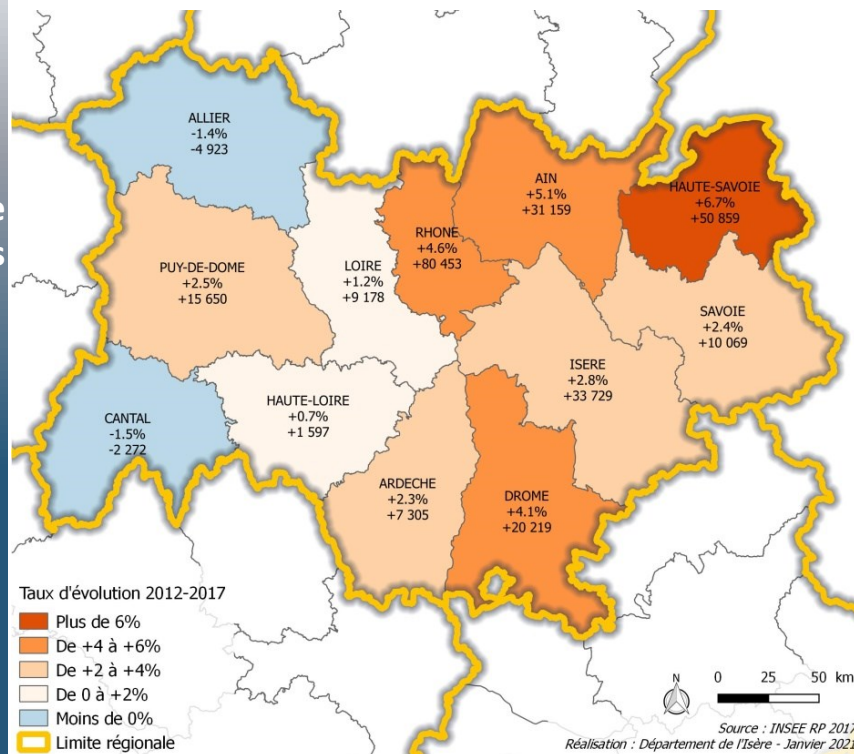 ALLIER
-1.4%
-4 923
AIN
+5.1%
+31 159
HAUTE-SAVOIE
+6.7%
+50 859
RHONE
+4.6%
+80 453
PUY-DE-DOME
+2.5%
+15 650
LOIRE
+1.2%
+9 178
SAVOIE
+2.4%
+10 069
ISERE
+2.8%
+33 729
HAUTE-LOIRE
+0.7%
+1 597
CANTAL
-1.5%
-2 272
ARDECHE
+2.3%
+7 305
DROME
+4.1%
+20 219
Taux d'évolution 2012-2017
Plus de 6%
De +4 à +6%
De +2 à +4%
De 0 à +2%
Moins de 0%
Limite régionale
N
0 25 50 km
Source : INSEE RP 2017
Réalisation : Département de l'Isère - Janvier